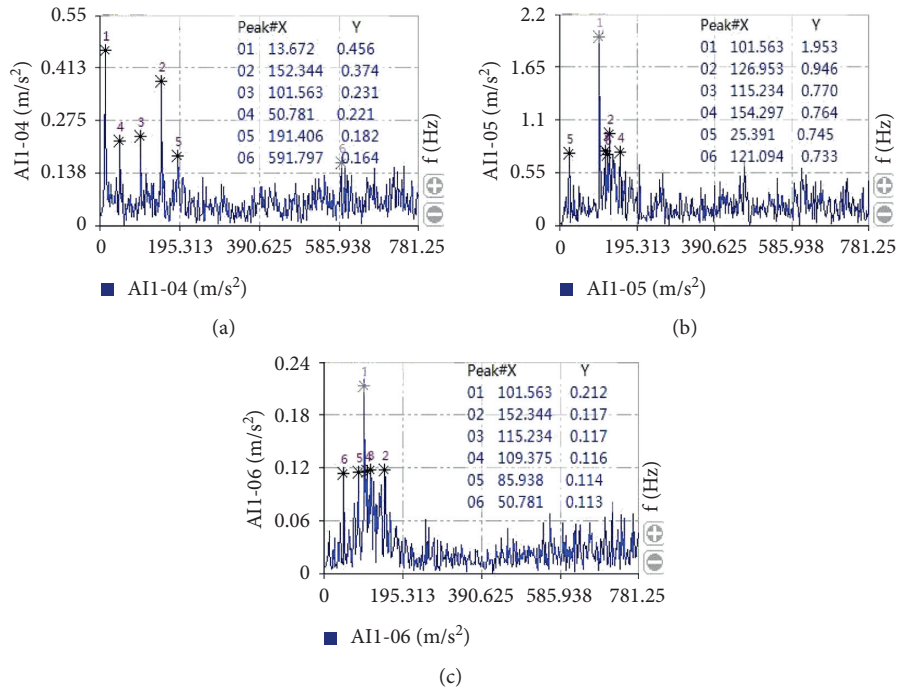 0.55
0.413
0.275
0.138
0
AI1-04 (m/s²)
Peak#X Y
01 13.672 0.456
02 152.344 0.374
03 101.563 0.231
04 50.781 0.221
05 191.406 0.182
06 591.797 0.164
1
2
3
4
5
6
f (Hz)
0 195.313 390.625 585.938 781.25
AI1-04 (m/s²)
(a)
2.2
1.65
1.1
0.55
0
AI1-05 (m/s²)
Peak#X Y
01 101.563 1.953
02 126.953 0.946
03 115.234 0.770
04 154.297 0.764
05 25.391 0.745
06 121.094 0.733
1
2
4
5
f (Hz)
0 195.313 390.625 585.938 781.25
AI1-05 (m/s²)
(b)
0.24
0.18
0.12
0.06
0
AI1-06 (m/s²)
Peak#X Y
01 101.563 0.212
02 152.344 0.117
03 115.234 0.117
04 109.375 0.116
05 85.938 0.114
06 50.781 0.113
1
6 5 4 3 2
f (Hz)
0 195.313 390.625 585.938 781.25
AI1-06 (m/s²)
(c)